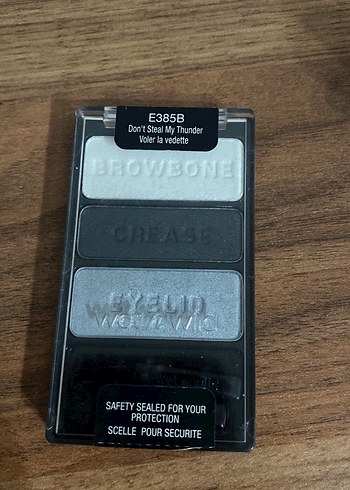 E385B
Don't Steal My Thunder
Voler la vedette
BROWBONE
CREASE
EYELID
wet n wild
SAFETY SEALED FOR YOUR
PROTECTION
SCELLE POUR SECURITE